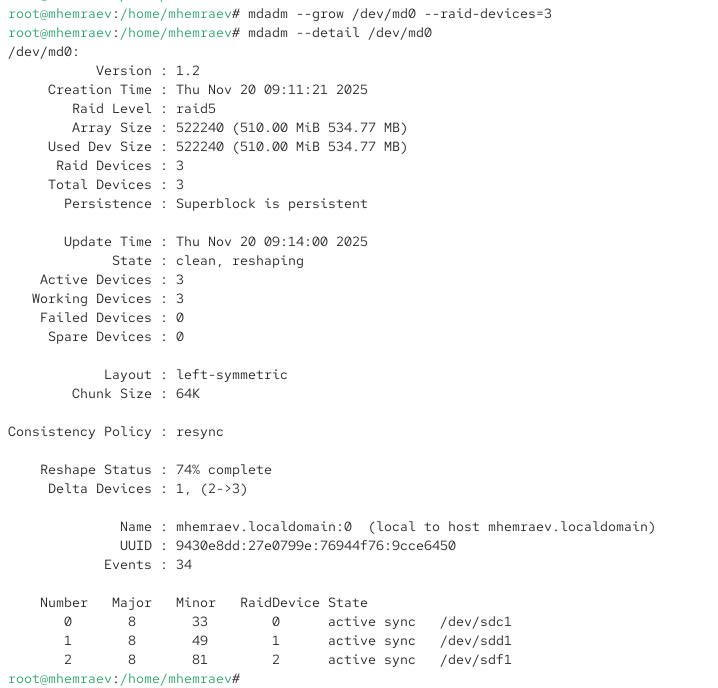 root@mhemraev:/home/mhemraev# mdadm --grow /dev/md0 --raid-devices=3
root@mhemraev:/home/mhemraev# mdadm --detail /dev/md0
/dev/md0:
           Version : 1.2
     Creation Time : Thu Nov 20 09:11:21 2025
        Raid Level : raid5
        Array Size : 522240 (510.00 MiB 534.77 MB)
     Used Dev Size : 522240 (510.00 MiB 534.77 MB)
      Raid Devices : 3
     Total Devices : 3
       Persistence : Superblock is persistent

       Update Time : Thu Nov 20 09:14:00 2025
             State : clean, reshaping
    Active Devices : 3
   Working Devices : 3
    Failed Devices : 0
     Spare Devices : 0

            Layout : left-symmetric
        Chunk Size : 64K

Consistency Policy : resync

    Reshape Status : 74% complete
     Delta Devices : 1, (2->3)

              Name : mhemraev.localdomain:0  (local to host mhemraev.localdomain)
              UUID : 9430e8dd:27e0799e:76944f76:9cce6450
            Events : 34

    Number   Major   Minor   RaidDevice State
       0       8       33        0      active sync   /dev/sdc1
       1       8       49        1      active sync   /dev/sdd1
       2       8       81        2      active sync   /dev/sdf1
root@mhemraev:/home/mhemraev#